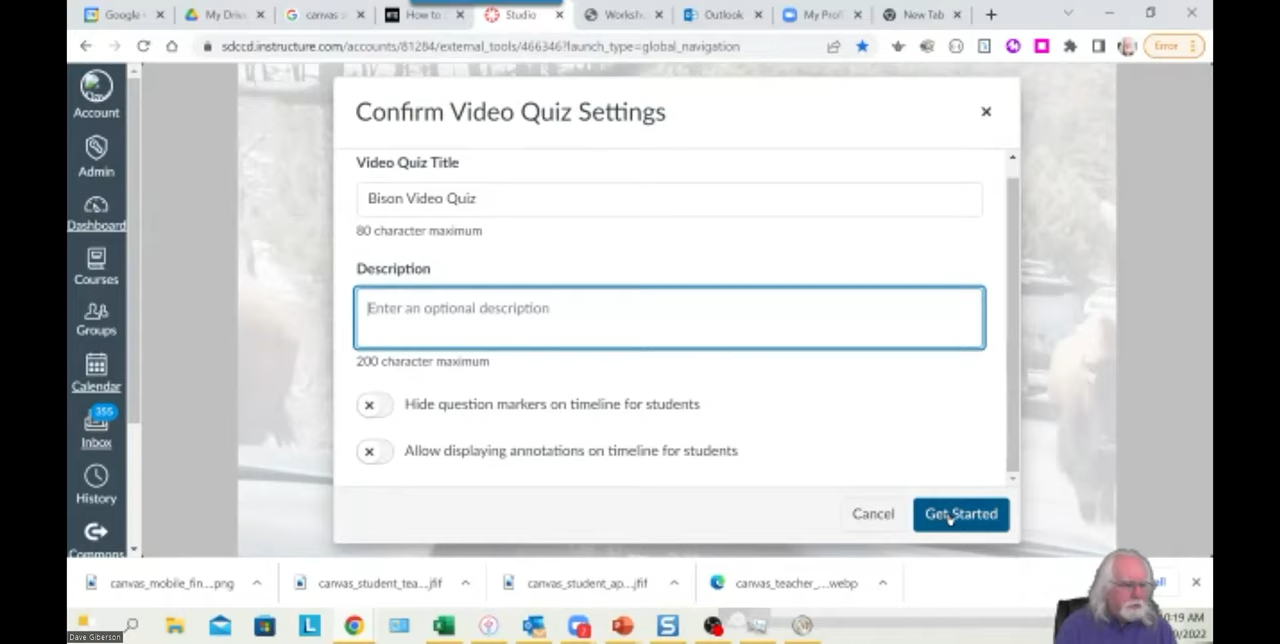 Google
My Driv
canvas s
How to
Studio
Worksh
Outlook
My Prof
New Tab
sdccd.instructure.com/accounts/81284/external_tools/466346?launch_type=global_navigation
Error
Account
Admin
Dashboard
Courses
Groups
Calendar
355
Inbox
History
Commons
Confirm Video Quiz Settings
Video Quiz Title
Bison Video Quiz
80 character maximum
Description
Enter an optional description
200 character maximum
Hide question markers on timeline for students
Allow displaying annotations on timeline for students
Cancel
Get Started
canvas_mobile_fin....png
canvas_student_tea....jfif
canvas_student_ap....jfif
canvas_teacher_....webp
Dave Giberson
0:19 AM
/2022